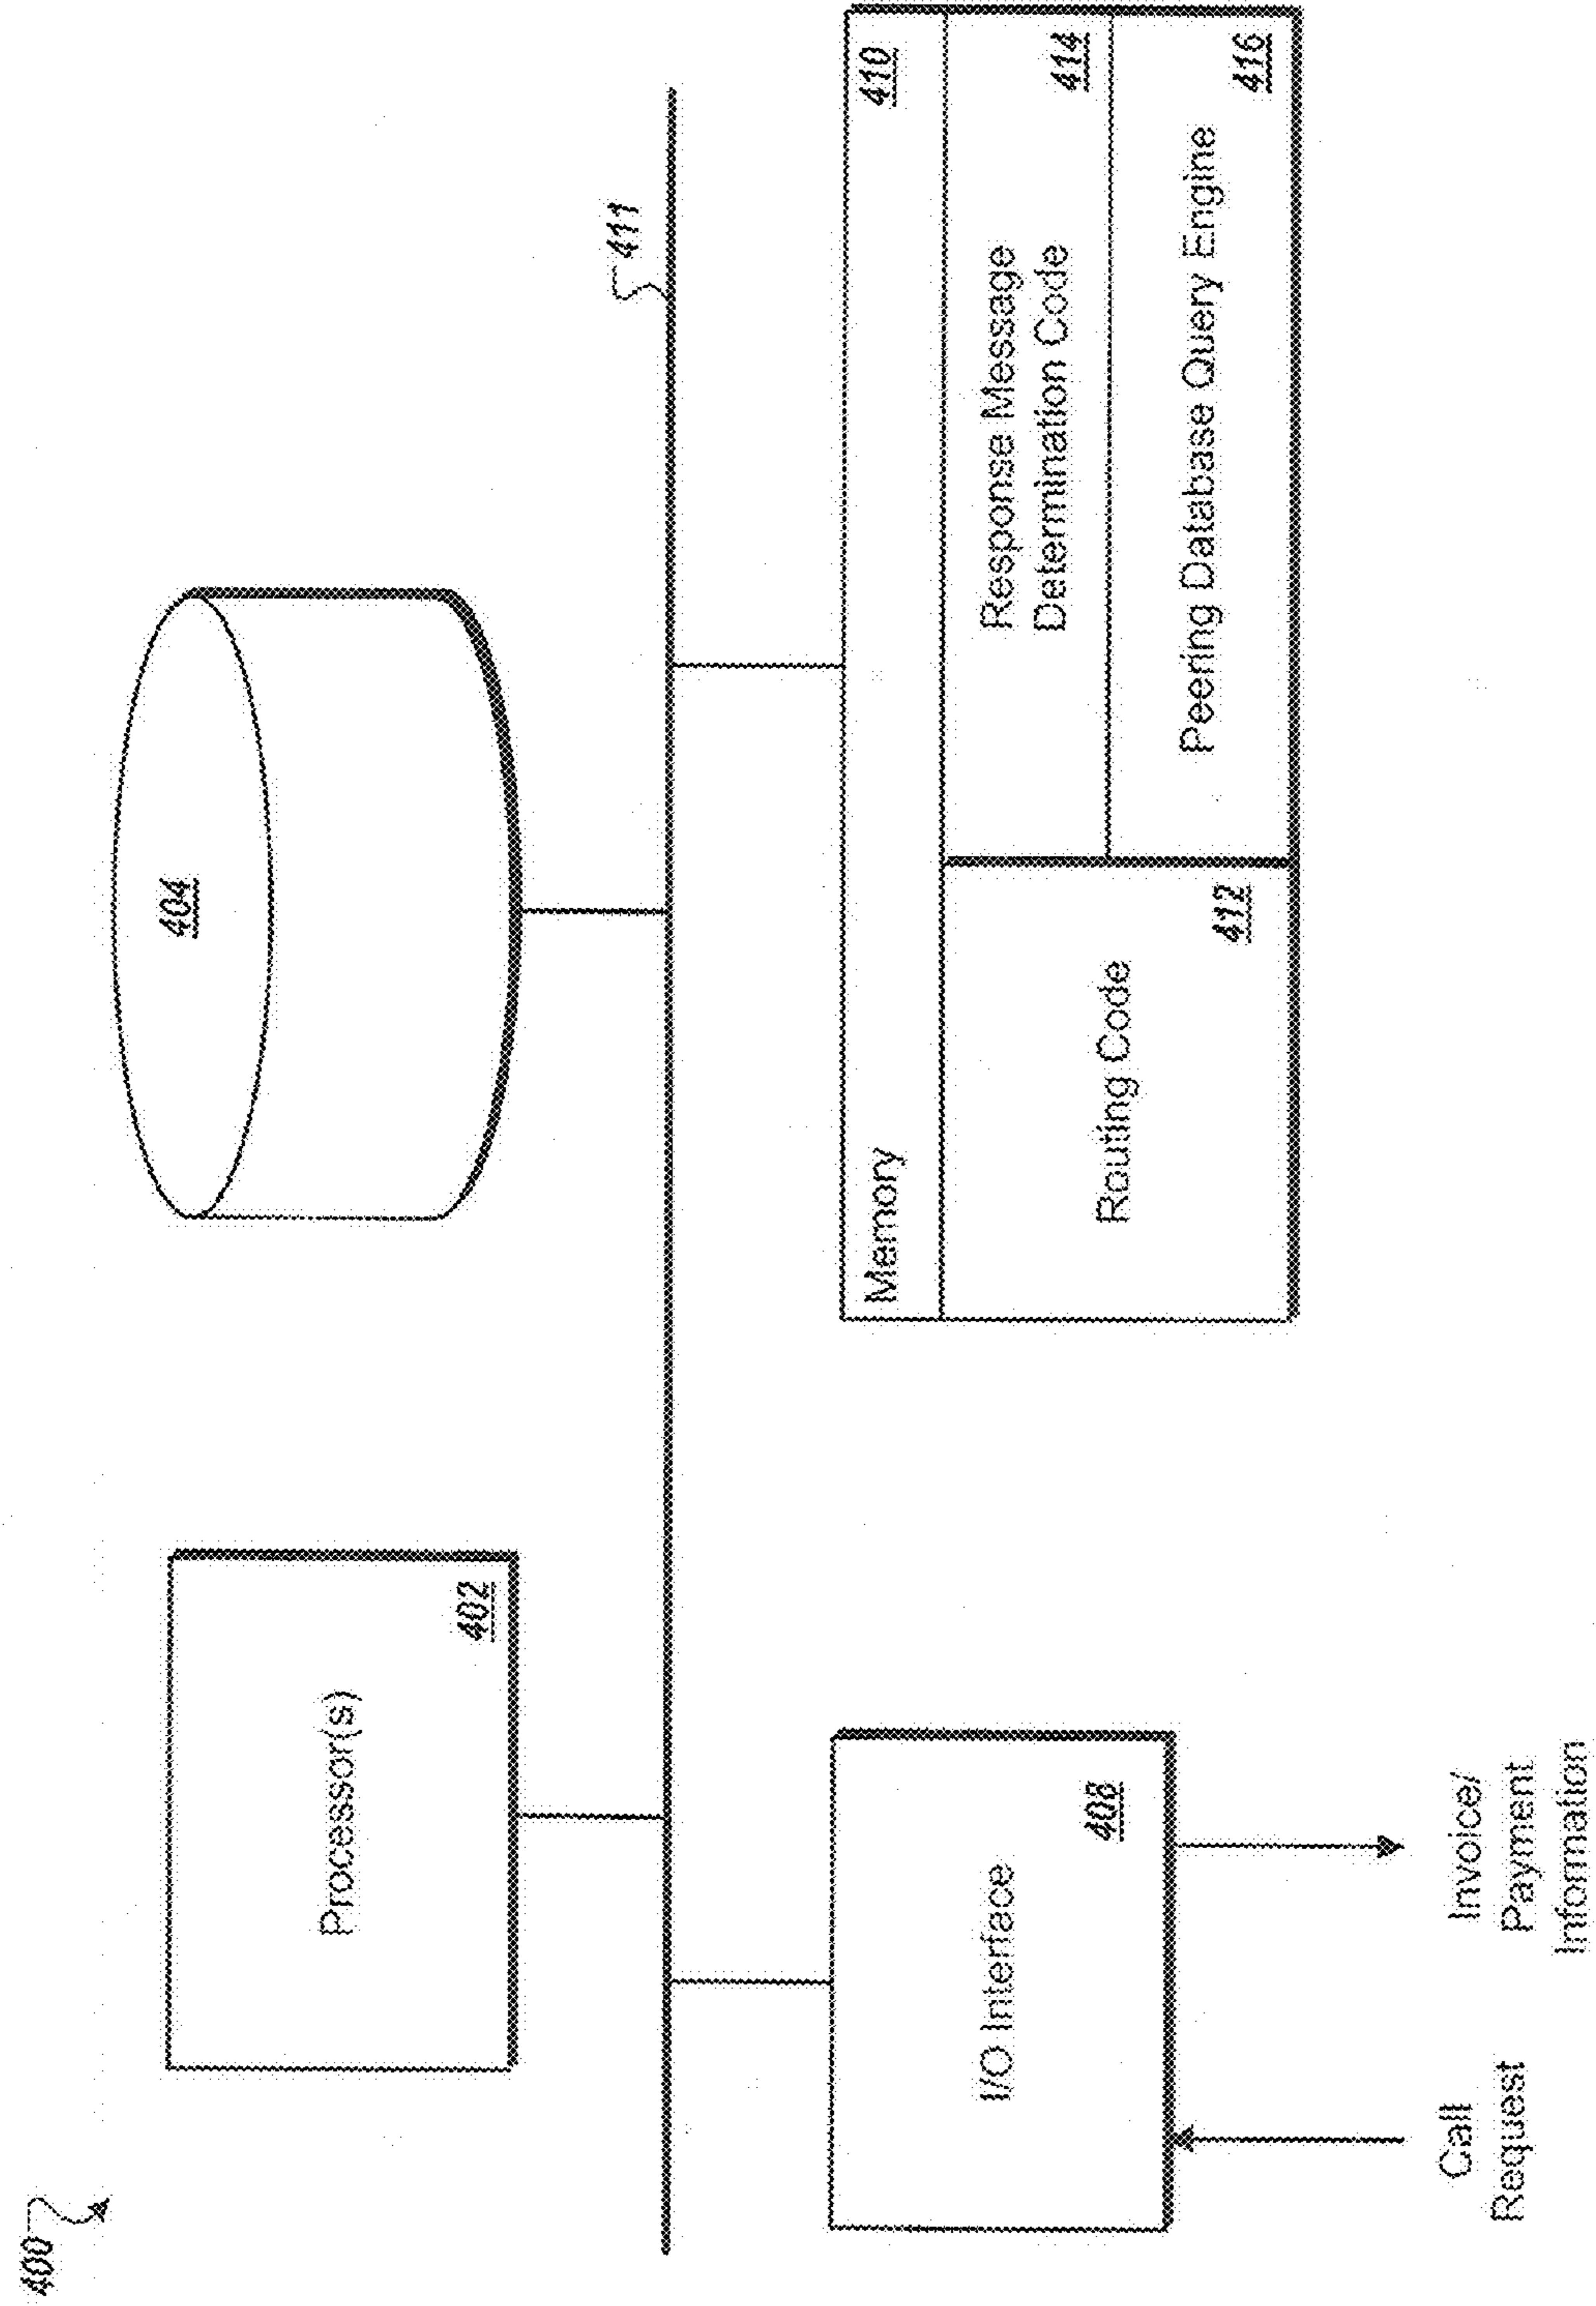 400
Processor(s)
402
404
411
I/O Interface
408
Call
Request
Invoice/
Payment
Information
Memory
410
Routing Code
412
Response Message
Determination Code
414
Peering Database Query Engine
416